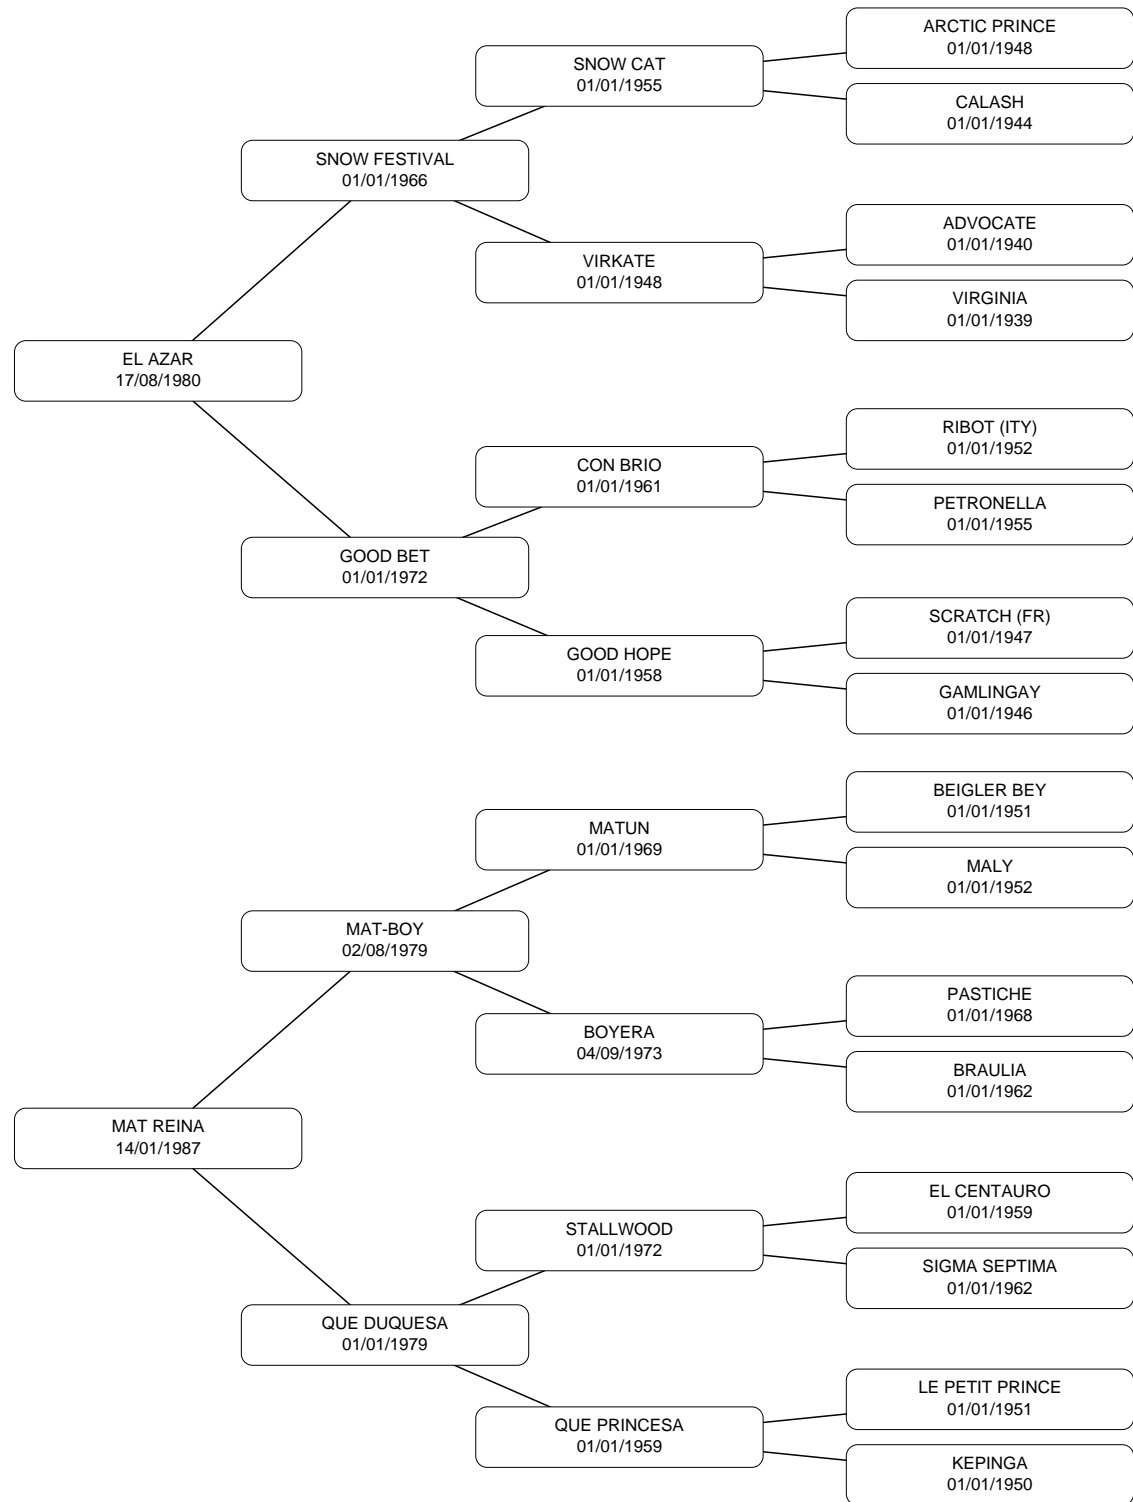 ARCTIC PRINCE
01/01/1948
SNOW CAT
01/01/1955
CALASH
01/01/1944
SNOW FESTIVAL
01/01/1966
ADVOCATE
01/01/1940
VIRKATE
01/01/1948
VIRGINIA
01/01/1939
EL AZAR
17/08/1980
RIBOT (ITY)
01/01/1952
CON BRIO
01/01/1961
PETRONELLA
01/01/1955
GOOD BET
01/01/1972
SCRATCH (FR)
01/01/1947
GOOD HOPE
01/01/1958
GAMLINGAY
01/01/1946
BEIGLER BEY
01/01/1951
MATUN
01/01/1969
MALY
01/01/1952
MAT-BOY
02/08/1979
PASTICHE
01/01/1968
BOYERA
04/09/1973
BRAULIA
01/01/1962
MAT REINA
14/01/1987
EL CENTAURO
01/01/1959
STALLWOOD
01/01/1972
SIGMA SEPTIMA
01/01/1962
QUE DUQUESA
01/01/1979
LE PETIT PRINCE
01/01/1951
QUE PRINCESA
01/01/1959
KEPINGA
01/01/1950